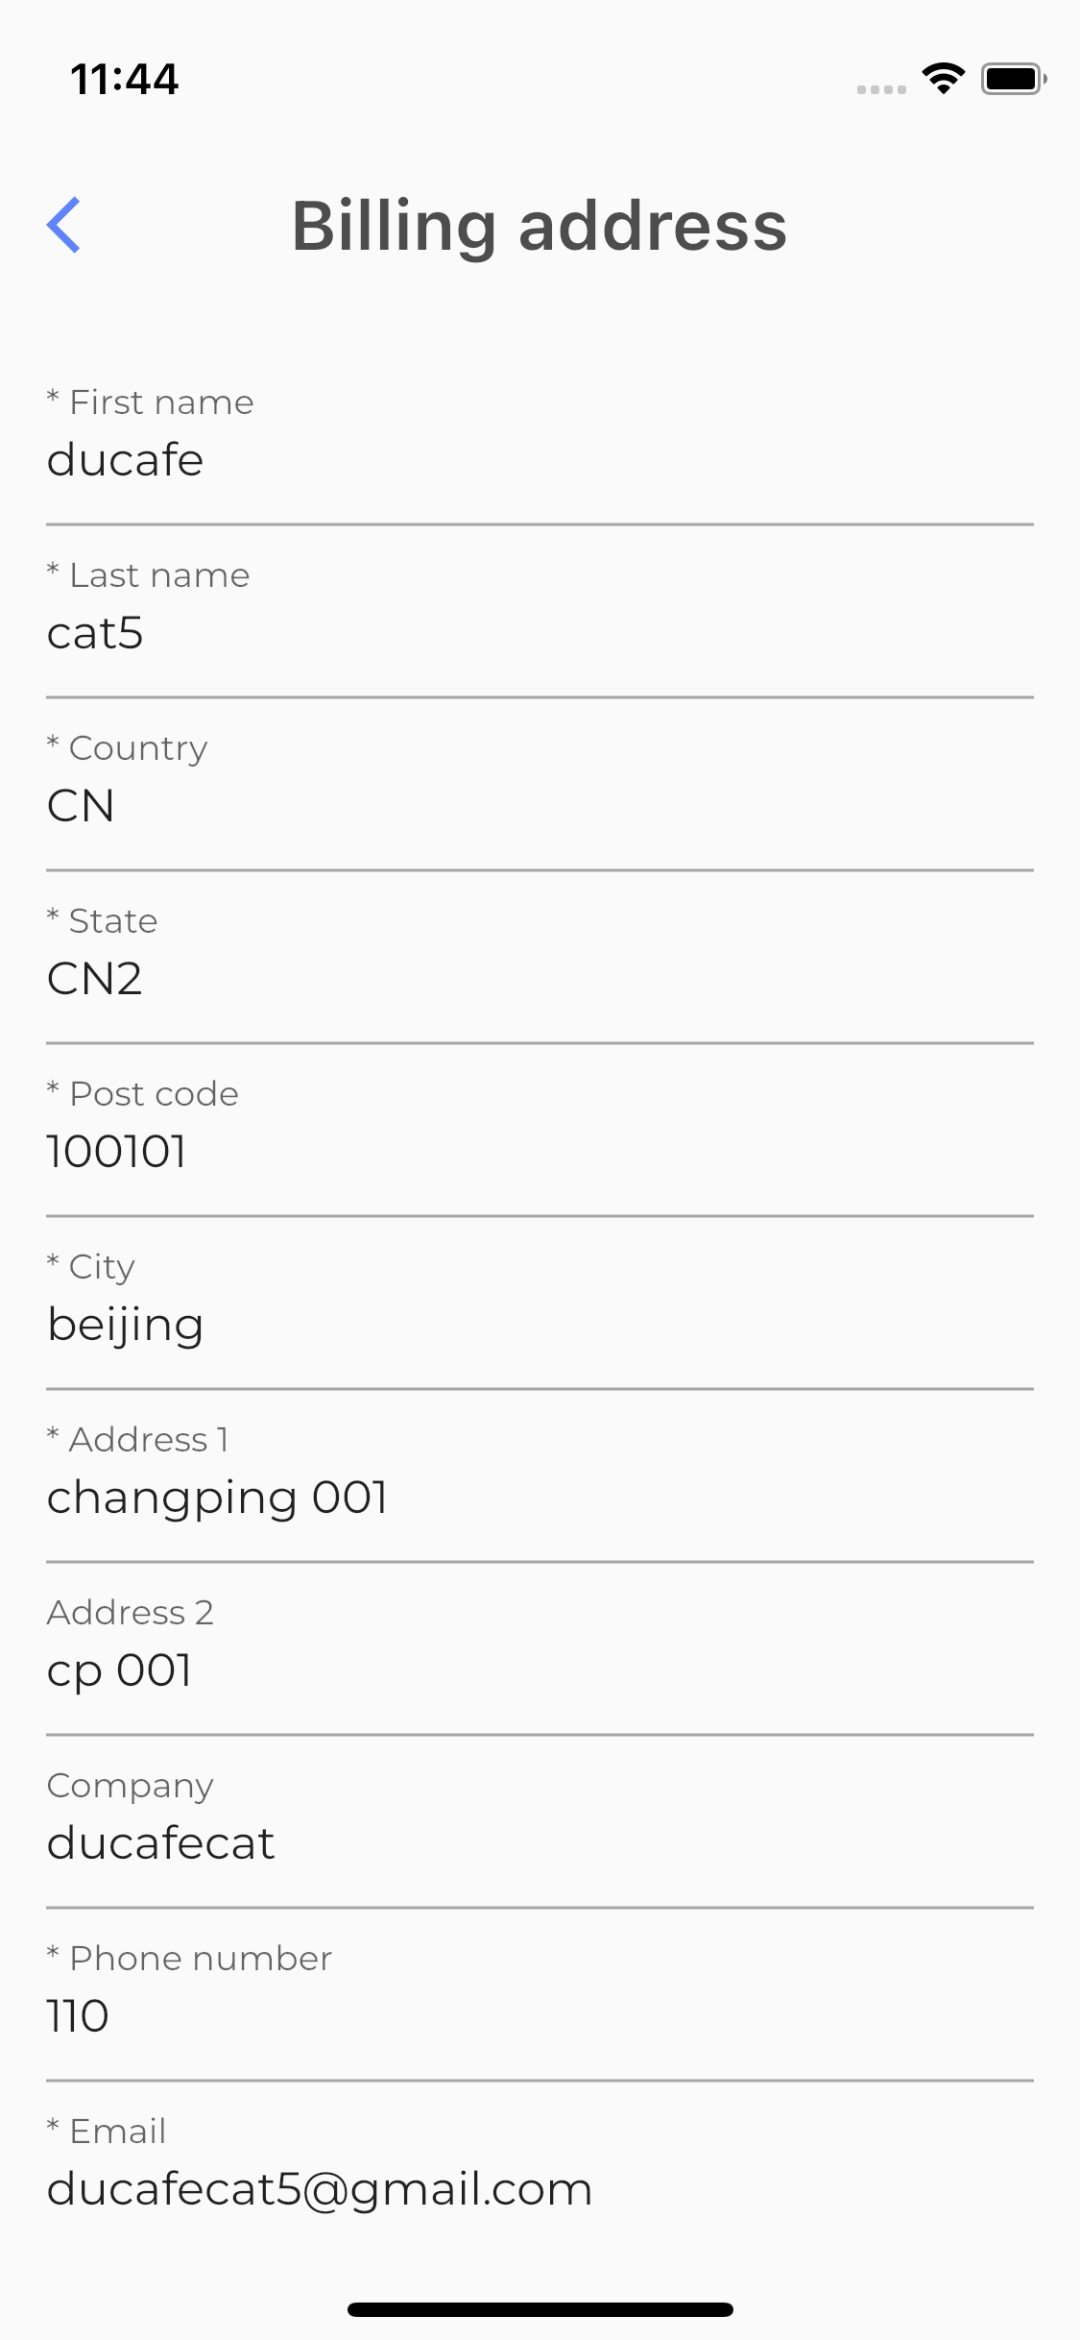 11:44
Billing address
* First name
ducafe
* Last name
cat5
* Country
CN
* State
CN2
* Post code
100101
* City
beijing
* Address 1
changping 001
Address 2
cp 001
Company
ducafecat
* Phone number
110
* Email
ducafecat5@gmail.com